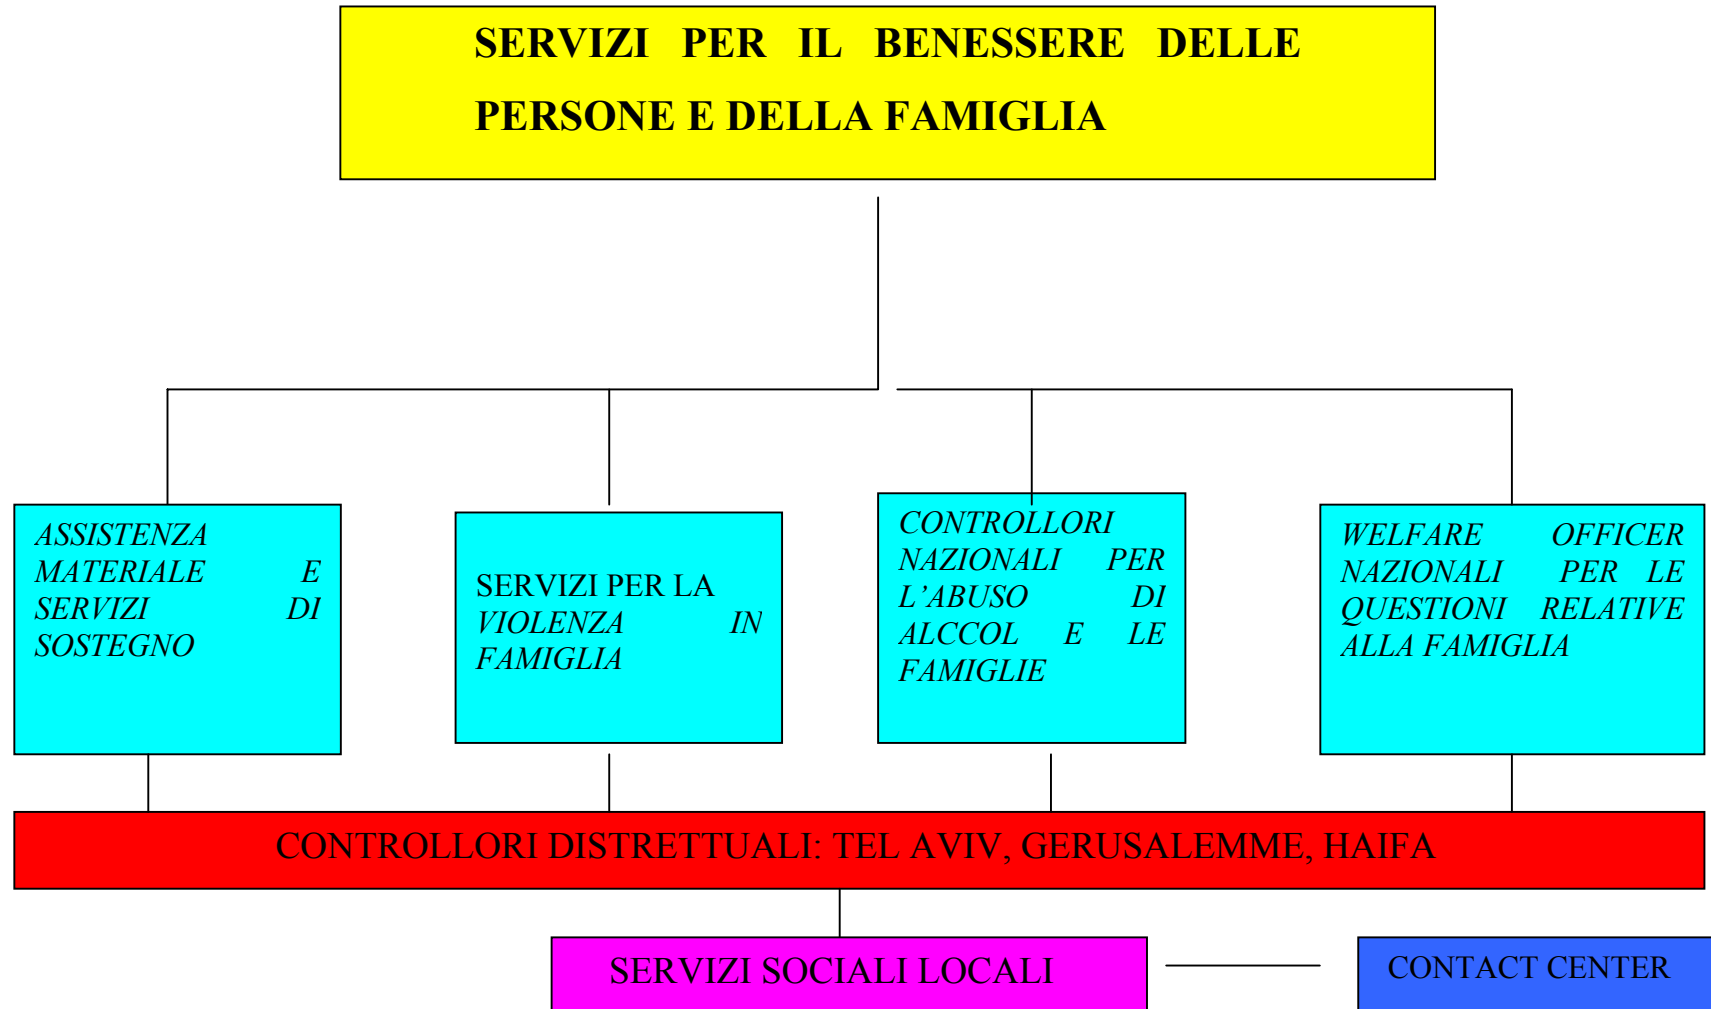 SERVIZI PER IL BENESSERE DELLE
PERSONE E DELLA FAMIGLIA
ASSISTENZA
MATERIALE E
SERVIZI DI
SOSTEGNO
SERVIZI PER LA
VIOLENZA IN
FAMIGLIA
CONTROLLORI
NAZIONALI PER
L'ABUSO DI
ALCCOL E LE
FAMIGLIE
WELFARE OFFICER
NAZIONALI PER LE
QUESTIONI RELATIVE
ALLA FAMIGLIA
CONTROLLORI DISTRETTUALI: TEL AVIV, GERUSALEMME, HAIFA
SERVIZI SOCIALI LOCALI
CONTACT CENTER